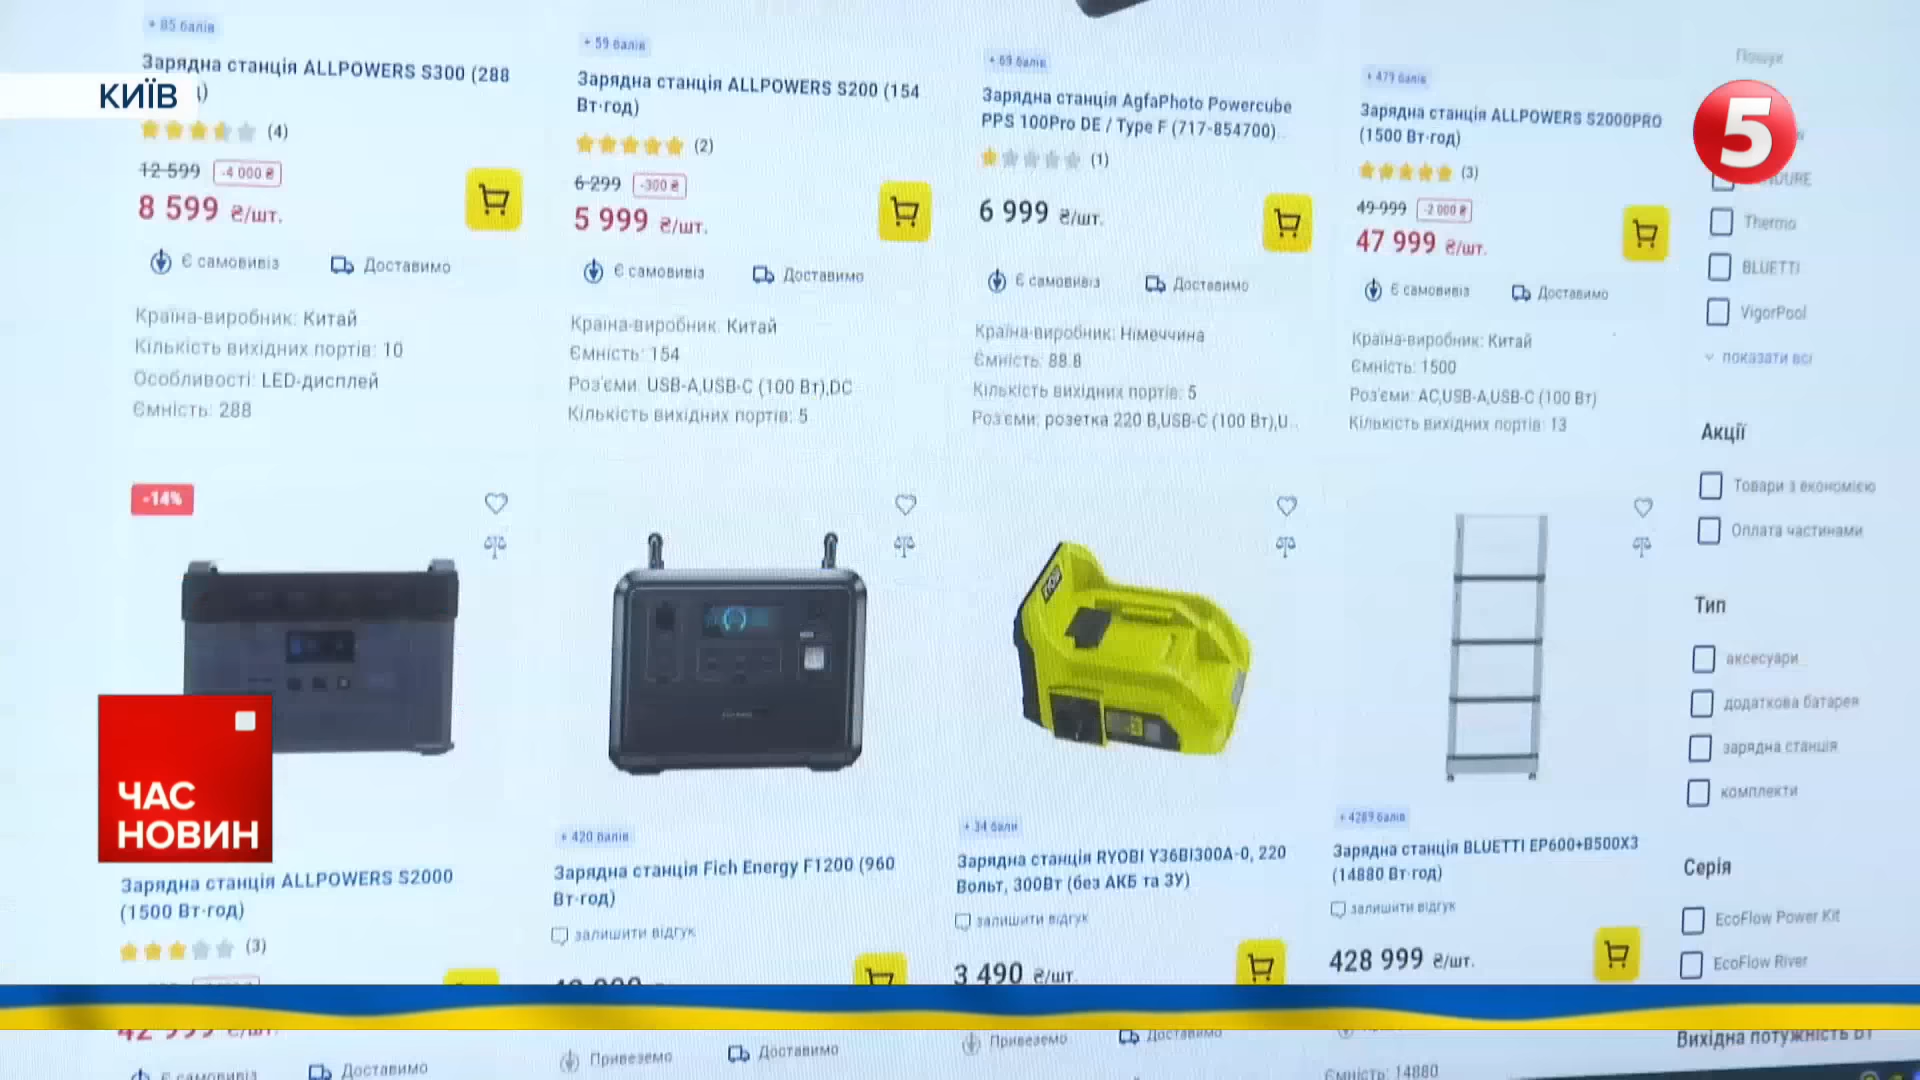 + 85 балів
Зарядна станція ALLPOWERS S300 (288
КИЇВ
(4)
12 599 -4 000 ₴
8 599 ₴/шт.
Є самовивіз Доставимо
Країна-виробник: Китай
Кількість вихідних портів: 10
Особливості: LED-дисплей
Ємність: 288
+ 59 балів
Зарядна станція ALLPOWERS S200 (154
Вт·год)
(2)
6 299 -300 ₴
5 999 ₴/шт.
Є самовивіз Доставимо
Країна-виробник: Китай
Ємність: 154
Роз'єми: USB-A,USB-C (100 Вт),DC
Кількість вихідних портів: 5
+ 69 балів
Зарядна станція AgfaPhoto Powercube
PPS 100Pro DE / Type F (717-854700)..
(1)
6 999 ₴/шт.
Є самовивіз Доставимо
Країна-виробник: Німеччина
Ємність: 88.8
Кількість вихідних портів: 5
Роз'єми: розетка 220 В,USB-C (100 Вт),U..
+ 479 балів
Зарядна станція ALLPOWERS S2000PRO
(1500 Вт·год)
(3)
49 999 -2 000 ₴
47 999 ₴/шт.
Є самовивіз Доставимо
Країна-виробник: Китай
Ємність: 1500
Роз'єми: AC,USB-A,USB-C (100 Вт)
Кількість вихідних портів: 13
Пошук
5
Thermo
BLUETTI
VigorPool
показати всі
Акції
Товари з економією
Оплата частинами
Тип
аксесуари
додаткова батарея
зарядна станція
комплекти
Серія
EcoFlow Power Kit
EcoFlow River
Вихідна потужність Вт
-14%
ЧАС
НОВИН
Зарядна станція ALLPOWERS S2000
(1500 Вт·год)
(3)
42 999 ₴/шт.
Є самовивіз Доставимо
+ 420 балів
Зарядна станція Fich Energy F1200 (960
Вт·год)
залишити відгук
Привеземо Доставимо
+ 34 бали
Зарядна станція RYOBI Y36BI300A-0, 220
Вольт, 300Вт (без АКБ та ЗУ)
залишити відгук
3 490 ₴/шт.
Привеземо Доставимо
+ 4289 балів
Зарядна станція BLUETTI EP600+B500X3
(14880 Вт·год)
залишити відгук
428 999 ₴/шт.
Ємність: 14880